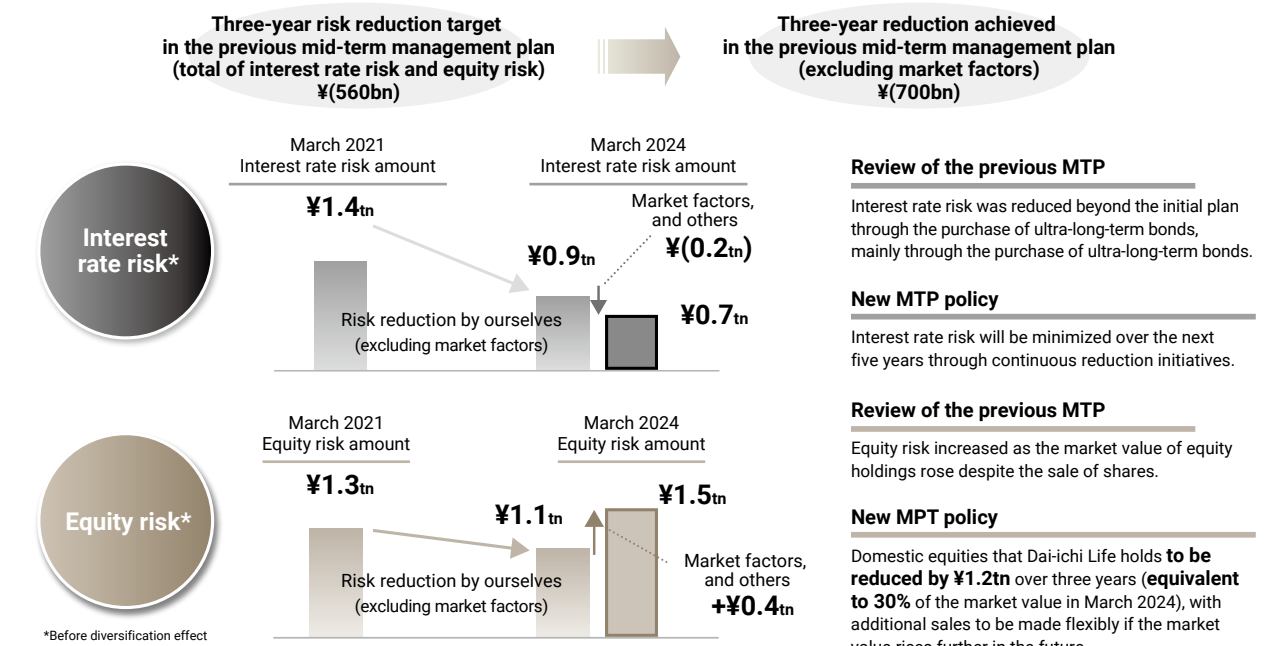 Three-year risk reduction target
in the previous mid-term management plan
(total of interest rate risk and equity risk)
¥(560bn)
Three-year reduction achieved
in the previous mid-term management plan
(excluding market factors)
¥(700bn)
Interest
rate risk*
March 2021
Interest rate risk amount
¥1.4tn
March 2024
Interest rate risk amount
¥0.9tn
Market factors,
and others
¥(0.2tn)
¥0.7tn
Risk reduction by ourselves
(excluding market factors)
Review of the previous MTP
Interest rate risk was reduced beyond the initial plan
through the purchase of ultra-long-term bonds,
mainly through the purchase of ultra-long-term bonds.
New MTP policy
Interest rate risk will be minimized over the next
five years through continuous reduction initiatives.
Equity risk*
*Before diversification effect
March 2021
Equity risk amount
¥1.3tn
March 2024
Equity risk amount
¥1.1tn
¥1.5tn
Risk reduction by ourselves
(excluding market factors)
Market factors,
and others
+¥0.4tn
Review of the previous MTP
Equity risk increased as the market value of equity
holdings rose despite the sale of shares.
New MPT policy
Domestic equities that Dai-ichi Life holds to be
reduced by ¥1.2tn over three years (equivalent
to 30% of the market value in March 2024), with
additional sales to be made flexibly if the market
value rises further in the future.